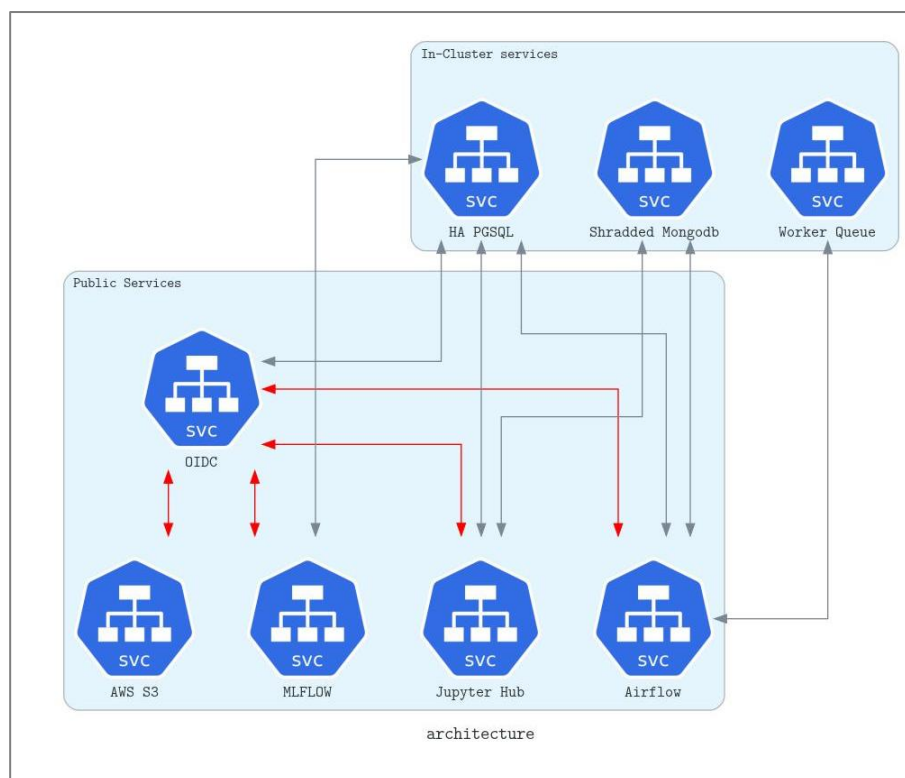 In-Cluster services
svc
svc
svc
HA PGSQL
Shradded Mongodb
Worker Queue
Public Services
svc
OIDC
svc
svc
svc
svc
AWS S3
MLFLOW
Jupyter Hub
Airflow
architecture